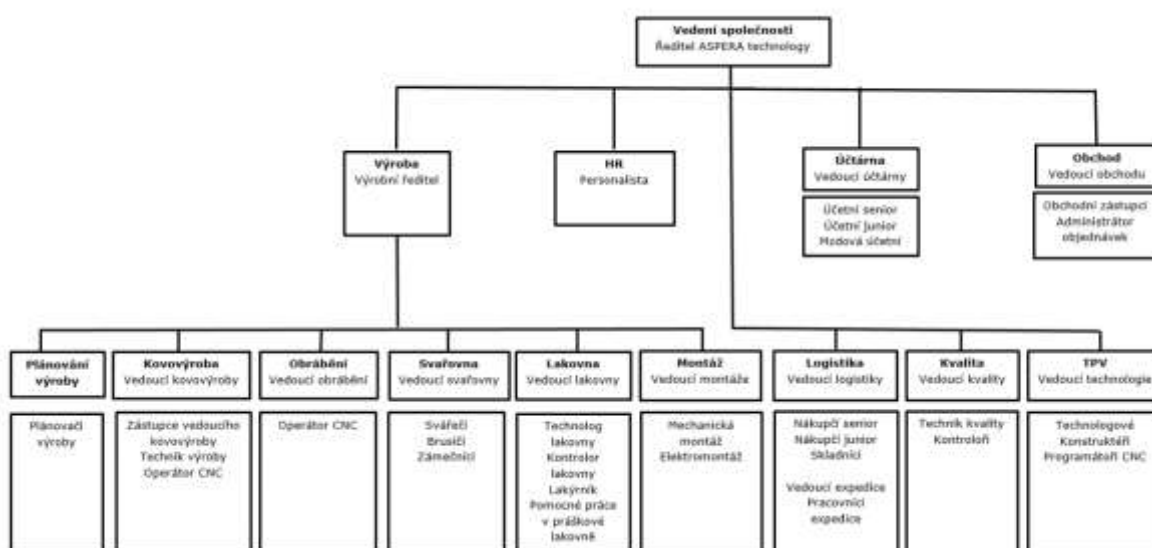 Vedení společnosti
Ředitel ASPERA technology
Výroba
Výrobní ředitel
HR
Personalista
Účtárna
Vedoucí účtárny
Účetní senior
Účetní junior
Mzdová účetní
Obchod
Vedoucí obchodu
Obchodní zástupci
Administrátor
objednávek
Plánování
výroby
Plánovači
výroby
Kovovýroba
Vedoucí kovovýroby
Zástupce vedoucího
kovovýroby
Technik výroby
Operátor CNC
Obrábění
Vedoucí obrábění
Operátor CNC
Svařovna
Vedoucí svařovny
Svářeči
Brusiči
Zámečníci
Lakovna
Vedoucí lakovny
Technolog
lakovny
Kontrolor
lakovny
Lakýrník
Pomocné práce
v práškové
lakovně
Montáž
Vedoucí montáže
Mechanická
montáž
Elektromontáž
Logistika
Vedoucí logistiky
Nákupčí senior
Nákupčí junior
Skladníci
Vedoucí expedice
Pracovníci
expedice
Kvalita
Vedoucí kvality
Technik kvality
Kontroloři
TPV
Vedoucí technologie
Technologové
Konstruktéři
Programátoři CNC